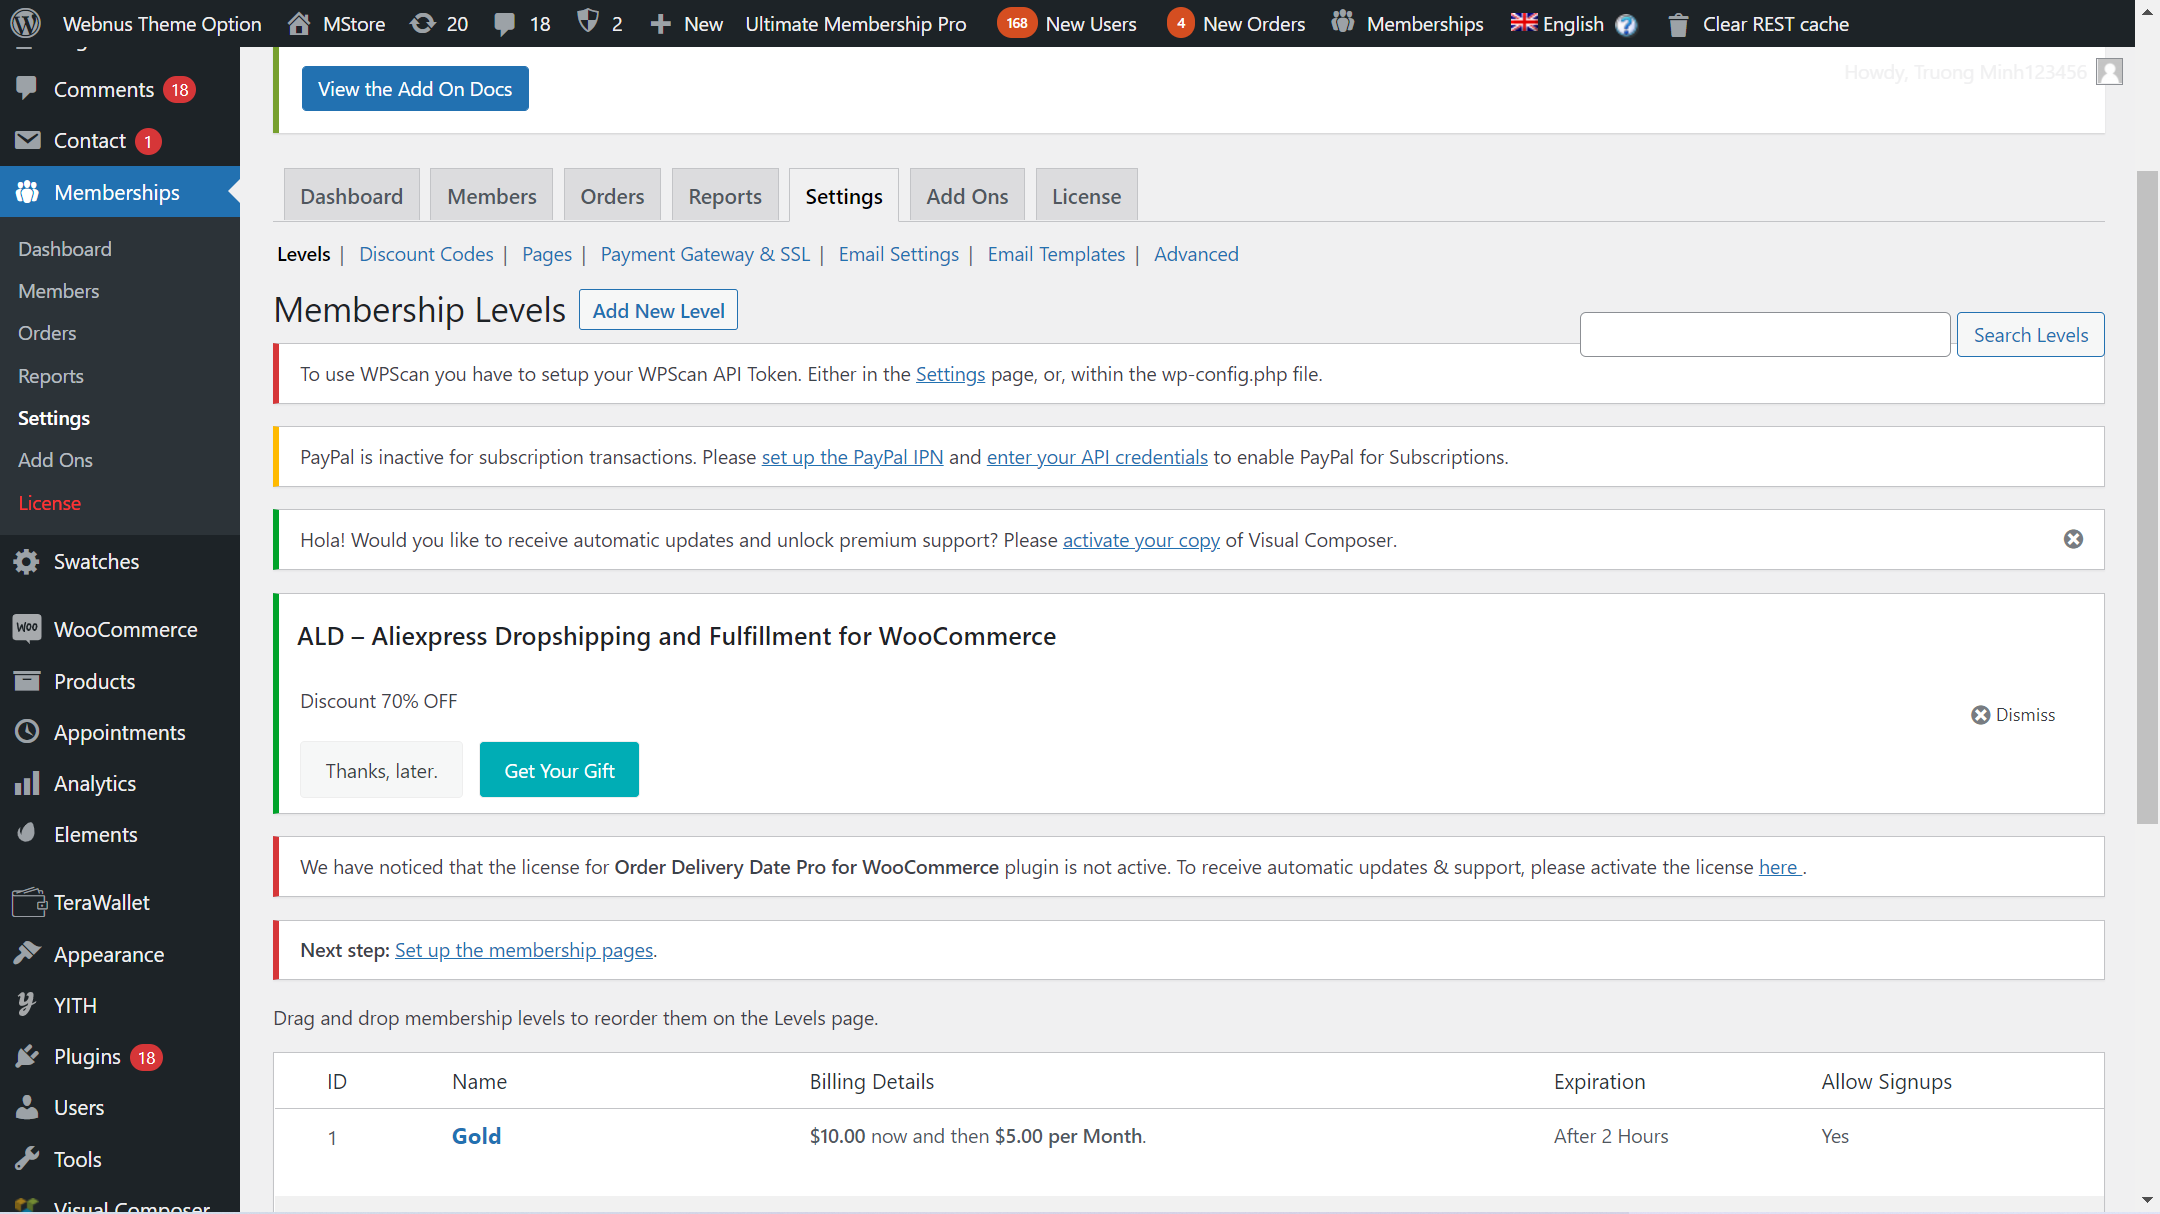 Webnus Theme Option MStore 20 18 2 New Ultimate Membership Pro 168 New Users 4 New Orders Memberships English Clear REST cache
Howdy, Truong Minh123456
Comments 18
Contact 1
Memberships
Dashboard
Members
Orders
Reports
Settings
Add Ons
License
Swatches
WooCommerce
Products
Appointments
Analytics
Elements
TeraWallet
Appearance
YITH
Plugins 18
Users
Tools
Visual Composer
View the Add On Docs
Dashboard Members Orders Reports Settings Add Ons License
Levels | Discount Codes | Pages | Payment Gateway & SSL | Email Settings | Email Templates | Advanced
Membership Levels Add New Level
Search Levels
To use WPScan you have to setup your WPScan API Token. Either in the Settings page, or, within the wp-config.php file.
PayPal is inactive for subscription transactions. Please set up the PayPal IPN and enter your API credentials to enable PayPal for Subscriptions.
Hola! Would you like to receive automatic updates and unlock premium support? Please activate your copy of Visual Composer.
ALD – Aliexpress Dropshipping and Fulfillment for WooCommerce
Discount 70% OFF
Dismiss
Thanks, later. Get Your Gift
We have noticed that the license for Order Delivery Date Pro for WooCommerce plugin is not active. To receive automatic updates & support, please activate the license here .
Next step: Set up the membership pages.
Drag and drop membership levels to reorder them on the Levels page.
ID Name Billing Details Expiration Allow Signups
1 Gold $10.00 now and then $5.00 per Month. After 2 Hours Yes